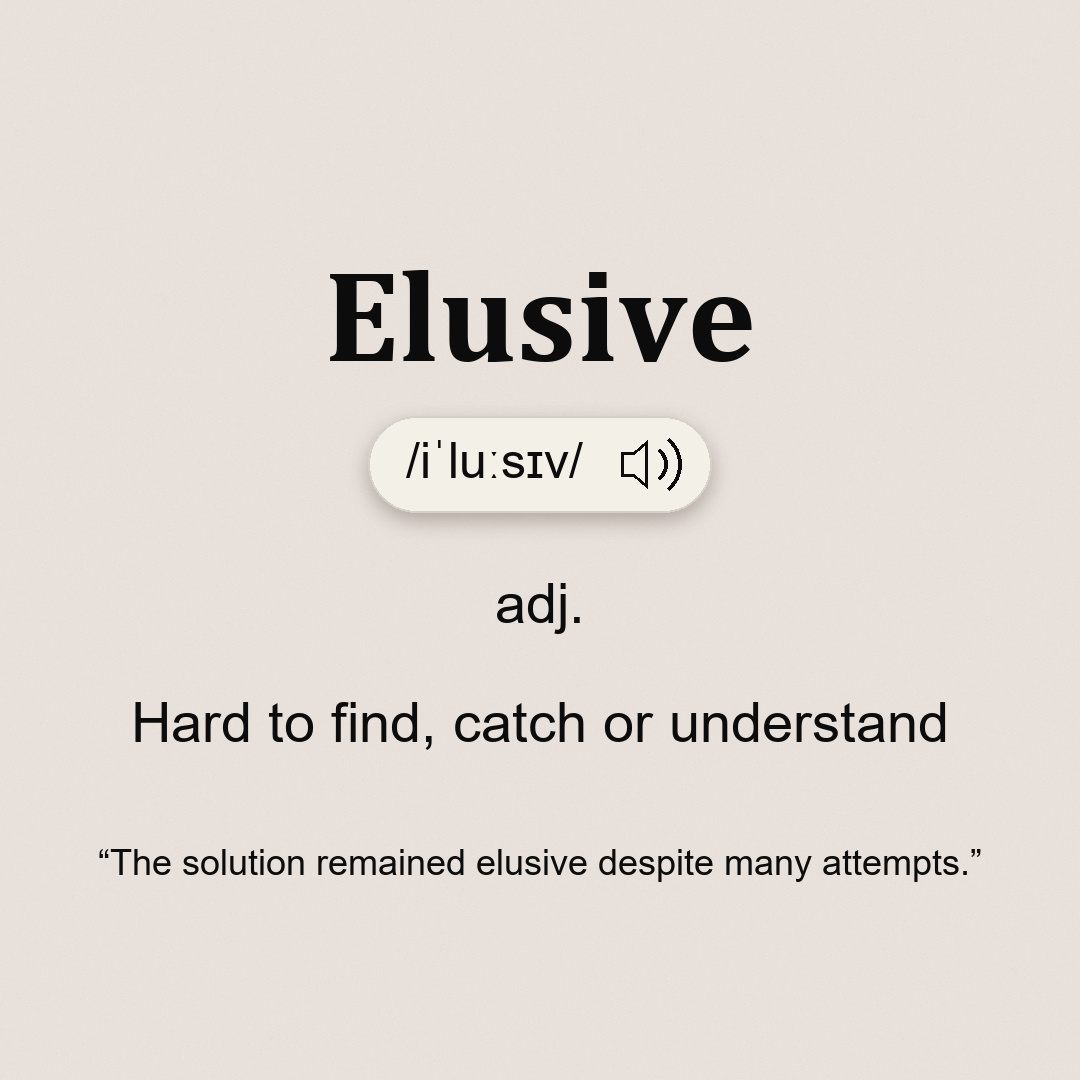 Elusive
/iˈluːsɪv/
adj.
Hard to find, catch or understand
“The solution remained elusive despite many attempts.”